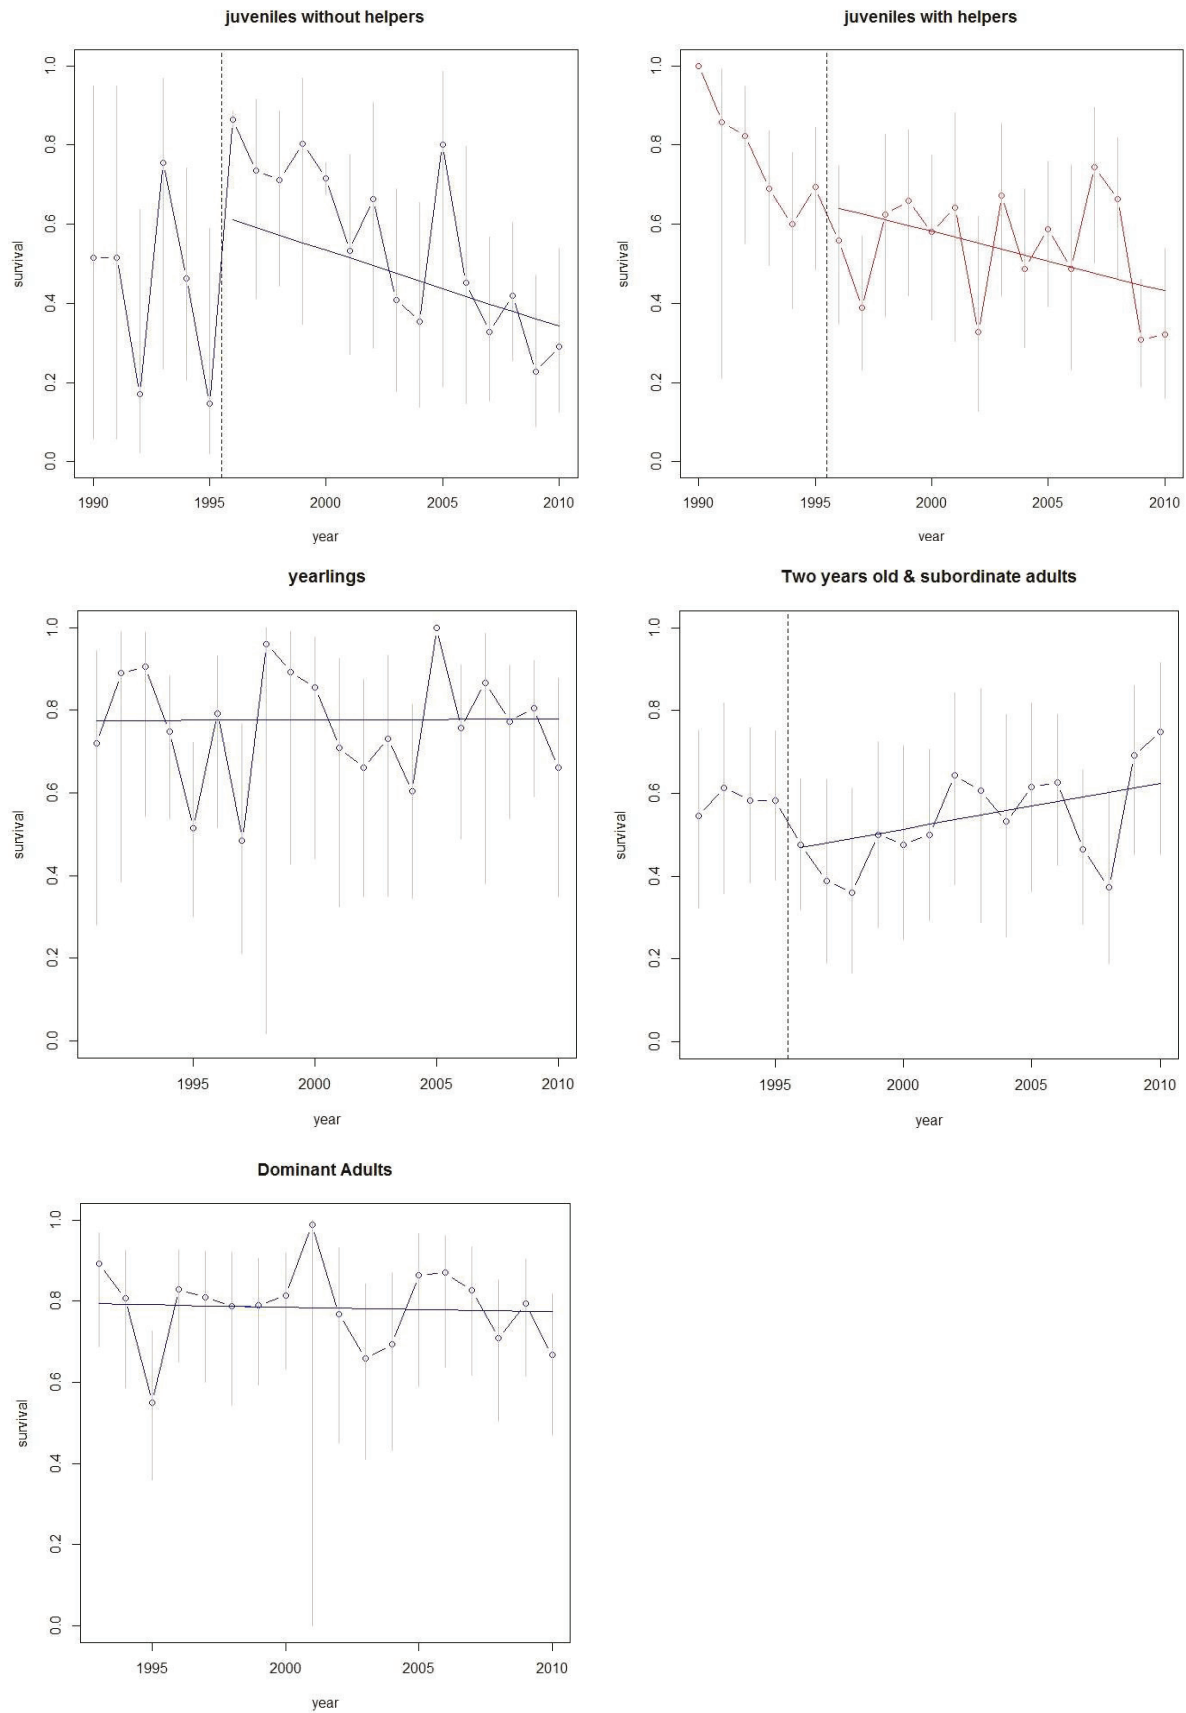 juveniles without helpers
survival
0.0 0.2 0.4 0.6 0.8 1.0
1990 1995 2000 2005 2010
year
juveniles with helpers
survival
0.0 0.2 0.4 0.6 0.8 1.0
1990 1995 2000 2005 2010
vear
yearlings
survival
0.0 0.2 0.4 0.6 0.8 1.0
1995 2000 2005 2010
year
Two years old & subordinate adults
survival
0.0 0.2 0.4 0.6 0.8 1.0
1995 2000 2005 2010
year
Dominant Adults
survival
0.0 0.2 0.4 0.6 0.8 1.0
1995 2000 2005 2010
year